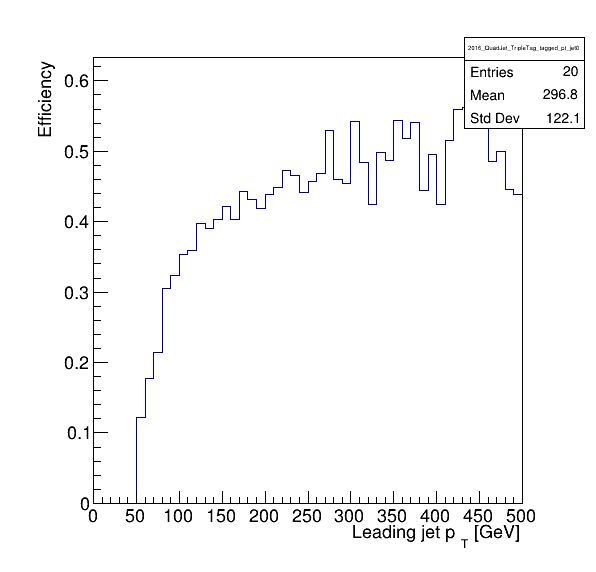 2016_QuadJet_TripleTag_tagged_pt_jet0
Entries 20
Mean 296.8
Std Dev 122.1
Efficiency
0.6
0.5
0.4
0.3
0.2
0.1
0
0 50 100 150 200 250 300 350 400 450 500
Leading jet p T [GeV]